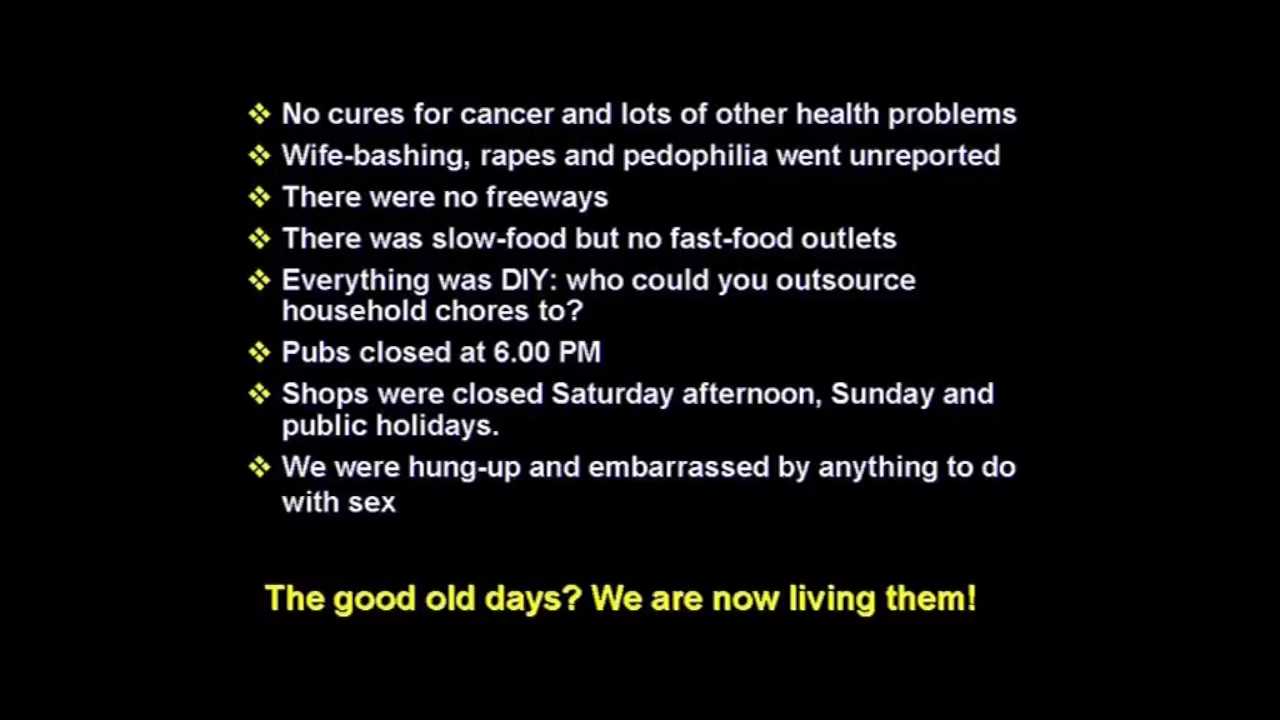 ❖ No cures for cancer and lots of other health problems
❖ Wife-bashing, rapes and pedophilia went unreported
❖ There were no freeways
❖ There was slow-food but no fast-food outlets
❖ Everything was DIY: who could you outsource
household chores to?
❖ Pubs closed at 6.00 PM
❖ Shops were closed Saturday afternoon, Sunday and
public holidays.
❖ We were hung-up and embarrassed by anything to do
with sex
The good old days? We are now living them!